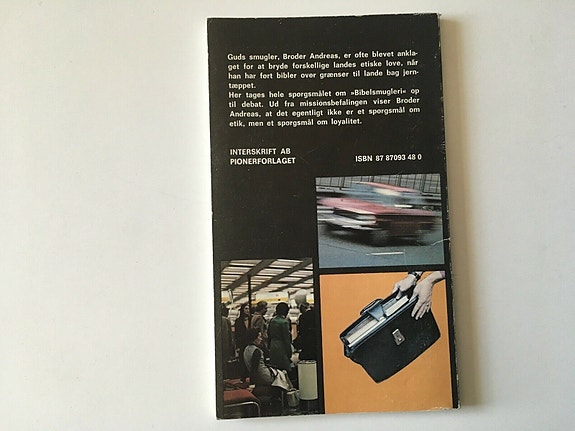 Guds smugler, Broder Andreas, er ofte blevet ankla-
get for at bryde forskellige landes etiske love, når
han har ført bibler over grænser til lande bag jern-
tæppet.
Her tages hele spørgsmålet om »Bibelsmugleri« op
til debat. Ud fra missionsbefalingen viser Broder
Andreas, at det egentligt ikke er et spørgsmål om
etik, men et spørgsmål om loyalitet.
INTERSKRIFT AB
PIONERFORLAGET
ISBN 87 87093 48 0